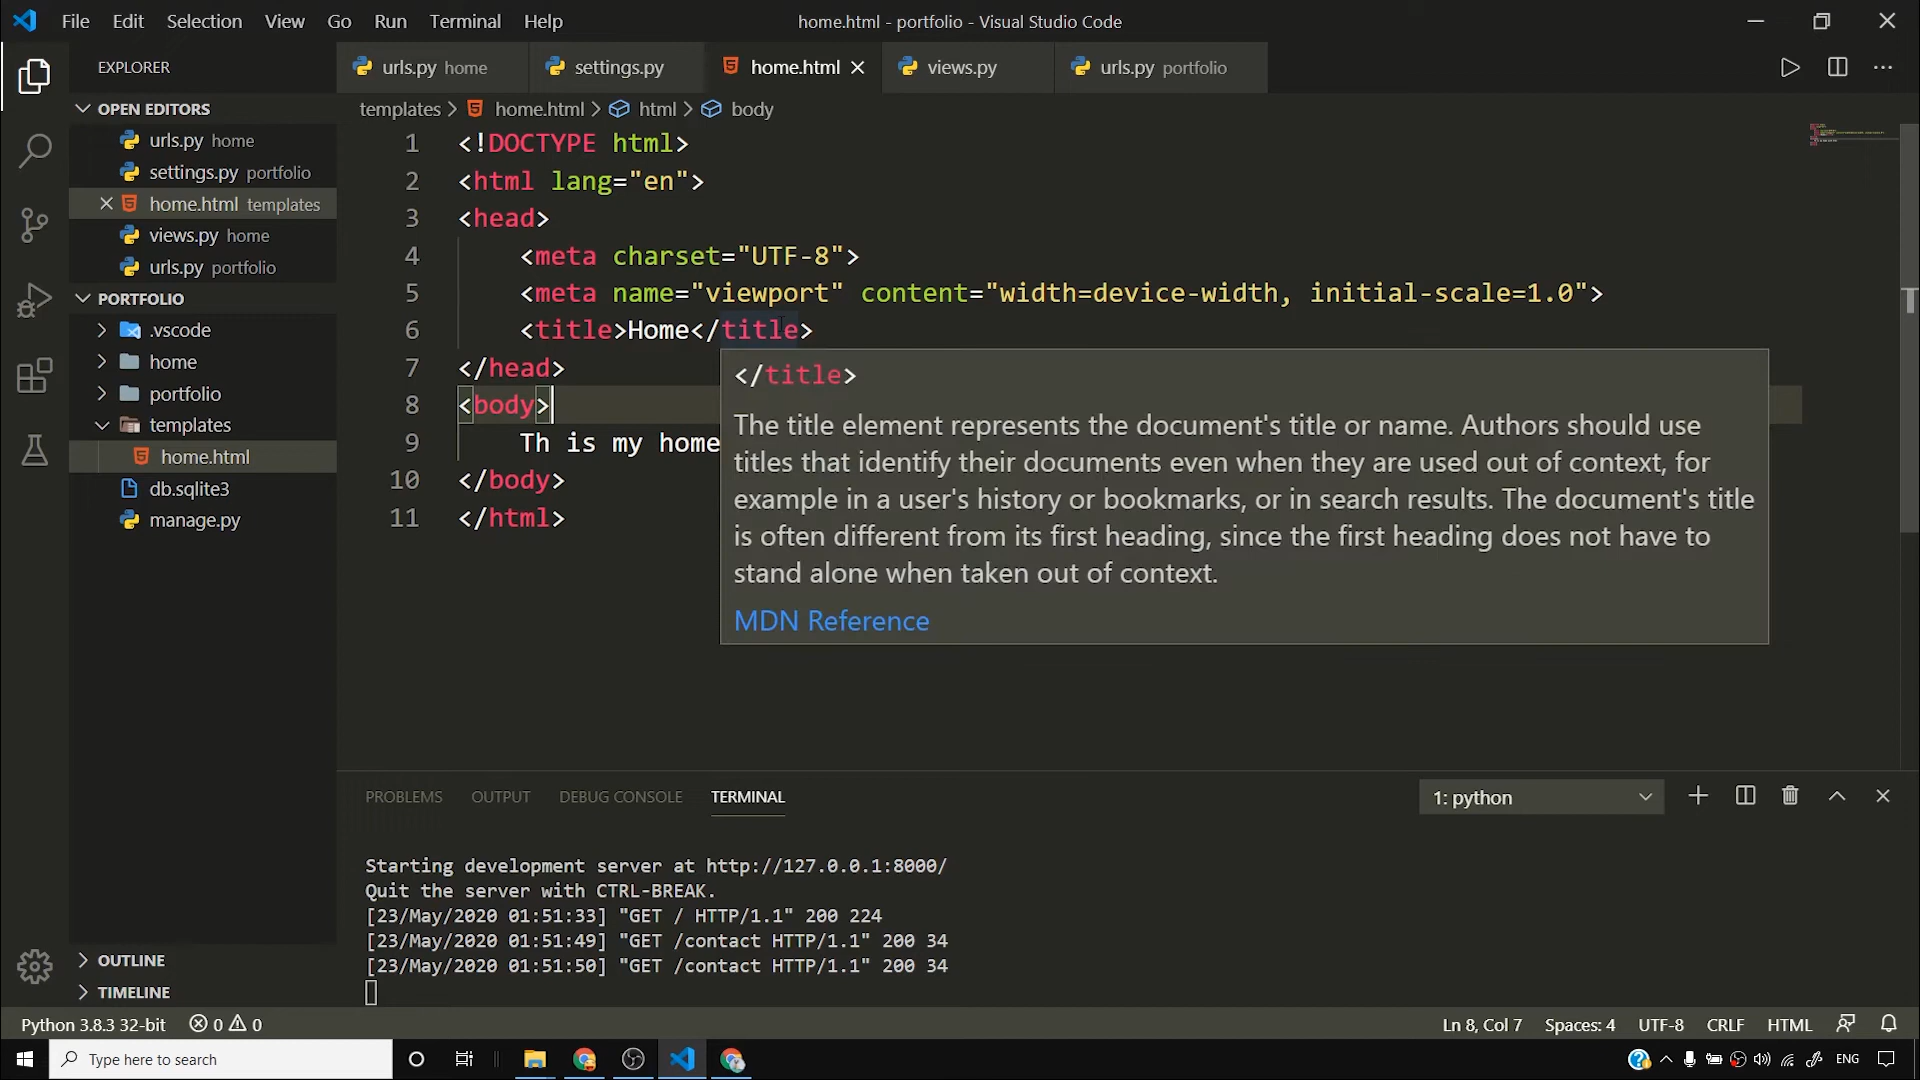 File Edit Selection View Go Run Terminal Help home.html - portfolio - Visual Studio Code
EXPLORER
urls.py home settings.py home.html views.py urls.py portfolio
OPEN EDITORS
urls.py home
settings.py portfolio
home.html templates
views.py home
urls.py portfolio
PORTFOLIO
.vscode
home
portfolio
templates
home.html
db.sqlite3
manage.py
OUTLINE
TIMELINE
templates home.html html body
1 <!DOCTYPE html>
2 <html lang="en">
3 <head>
4 <meta charset="UTF-8">
5 <meta name="viewport" content="width=device-width, initial-scale=1.0">
6 <title>Home</title>
7 </head>
8 <body>
9 Th is my home
10 </body>
11 </html>
</title>
The title element represents the document's title or name. Authors should use
titles that identify their documents even when they are used out of context, for
example in a user's history or bookmarks, or in search results. The document's title
is often different from its first heading, since the first heading does not have to
stand alone when taken out of context.
MDN Reference
PROBLEMS OUTPUT DEBUG CONSOLE TERMINAL 1: python
Starting development server at http://127.0.0.1:8000/
Quit the server with CTRL-BREAK.
[23/May/2020 01:51:33] "GET / HTTP/1.1" 200 224
[23/May/2020 01:51:49] "GET /contact HTTP/1.1" 200 34
[23/May/2020 01:51:50] "GET /contact HTTP/1.1" 200 34
Python 3.8.3 32-bit 0 0 Ln 8, Col 7 Spaces: 4 UTF-8 CRLF HTML
Type here to search ENG